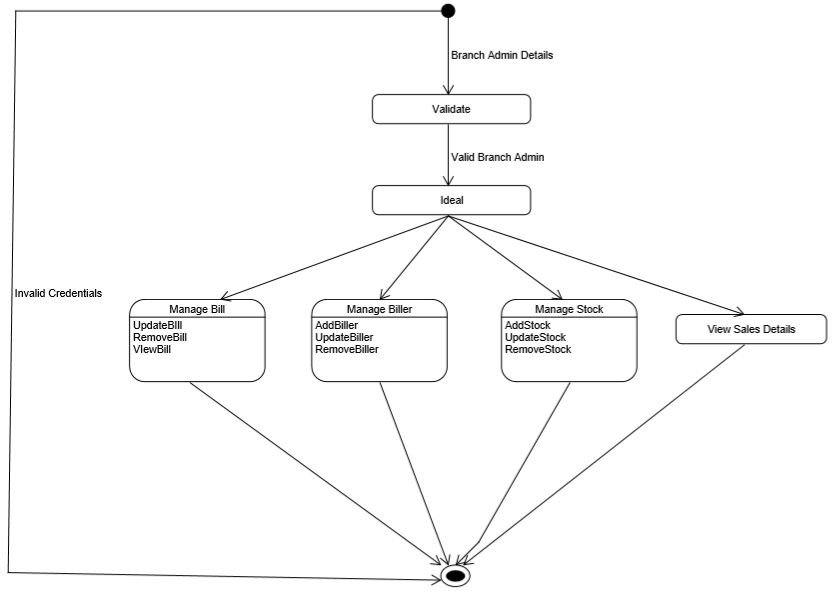 Branch Admin Details
Validate
Valid Branch Admin
Ideal
Invalid Credentials
Manage Bill
UpdateBIll
RemoveBill
VIewBill
Manage Biller
AddBiller
UpdateBiller
RemoveBiller
Manage Stock
AddStock
UpdateStock
RemoveStock
View Sales Details